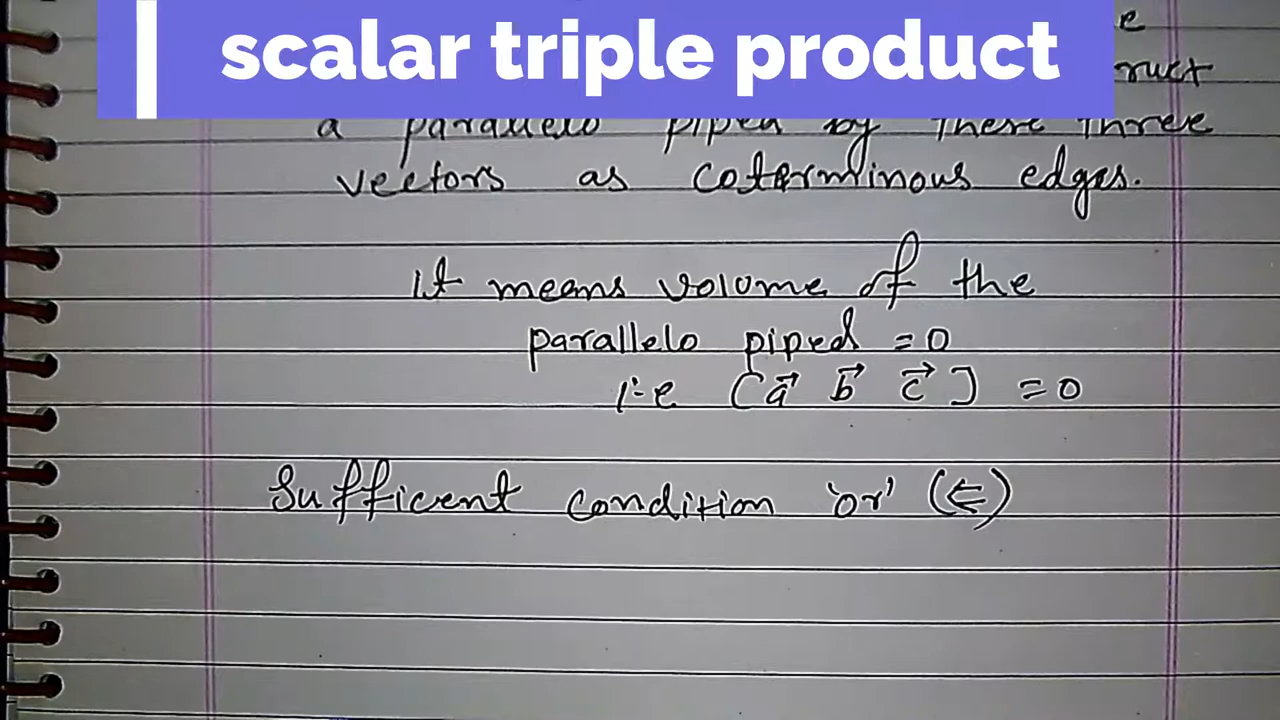 scalar triple product
e
ruct
a parallelo piped by these three
vectors as coterminous edges.
it means volume of the
parallelo piped = 0
i.e [a⃗ b⃗ c⃗] = 0
Sufficent condition 'or' (⇐)